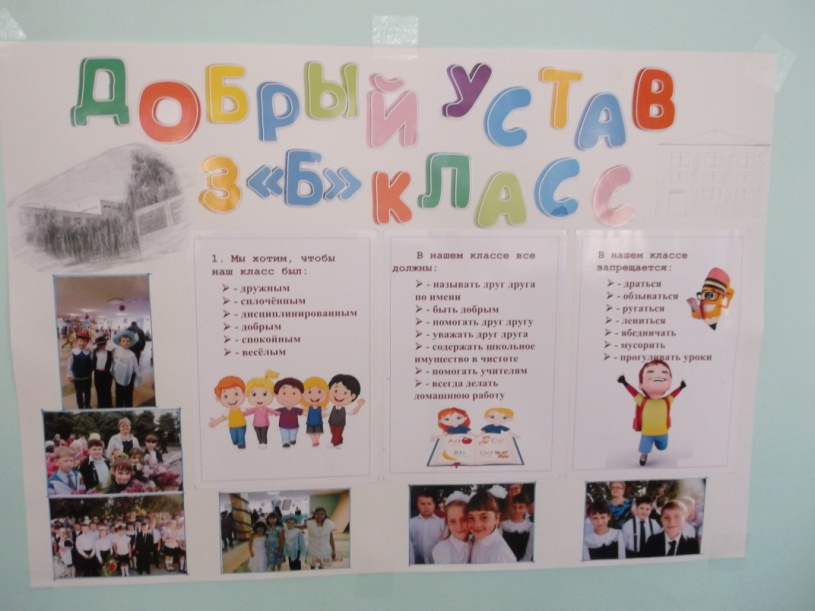 ДОБРЫЙ УСТАВ
3 «Б» КЛАСС
1. Мы хотим, чтобы
наш класс был:
➢ - дружным
➢ - сплочённым
➢ - дисциплинированным
➢ - добрым
➢ - спокойным
➢ - весёлым
В нашем классе все
должны:
➢ - называть друг друга
по имени
➢ - быть добрым
➢ - помогать друг другу
➢ - уважать друг друга
➢ - содержать школьное
имущество в чистоте
➢ - помогать учителям
➢ - всегда делать
домашнюю работу
В нашем классе
запрещается:
➢ - драться
➢ - обзываться
➢ - ругаться
➢ - лениться
➢ - ябедничать
➢ - мусорить
➢ - прогуливать уроки